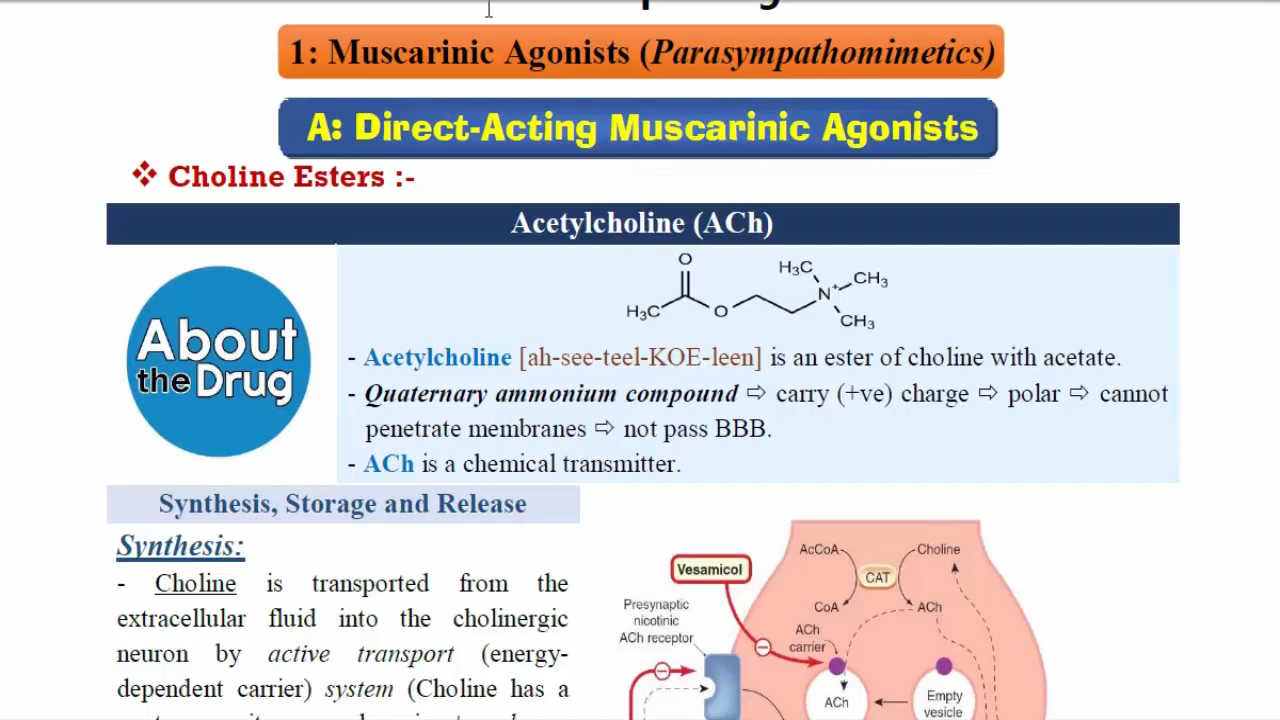 1: Muscarinic Agonists (Parasympathomimetics)
A: Direct-Acting Muscarinic Agonists
❖ Choline Esters :-
Acetylcholine (ACh)
About
the Drug
O
H₃C
O
H₃C
N⁺
CH₃
CH₃
- Acetylcholine [ah-see-teel-KOE-leen] is an ester of choline with acetate.
- Quaternary ammonium compound ⇨ carry (+ve) charge ⇨ polar ⇨ cannot
penetrate membranes ⇨ not pass BBB.
- ACh is a chemical transmitter.
Synthesis, Storage and Release
Synthesis:
- Choline is transported from the
extracellular fluid into the cholinergic
neuron by active transport (energy-
dependent carrier) system (Choline has a
Vesamicol
Presynaptic
nicotinic
ACh receptor
AcCoA
Choline
CAT
CoA
ACh
ACh
carrier
ACh
Empty
vesicle